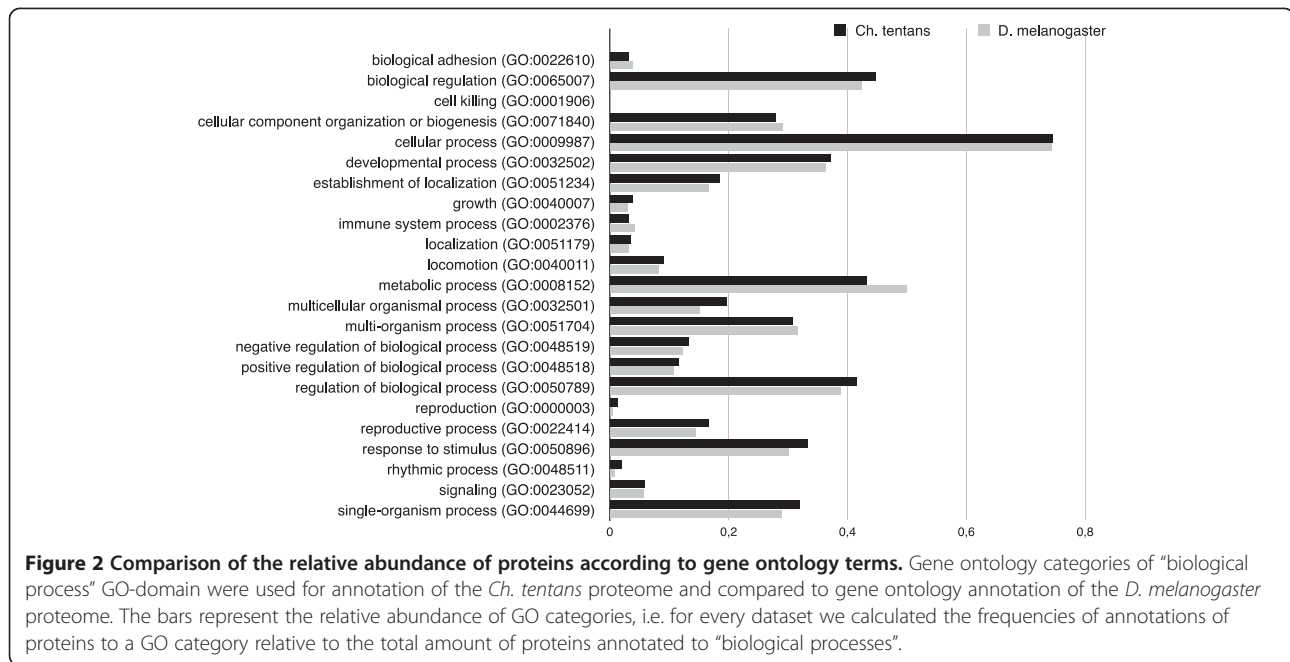 Ch. tentans D. melanogaster
biological adhesion (GO:0022610)
biological regulation (GO:0065007)
cell killing (GO:0001906)
cellular component organization or biogenesis (GO:0071840)
cellular process (GO:0009987)
developmental process (GO:0032502)
establishment of localization (GO:0051234)
growth (GO:0040007)
immune system process (GO:0002376)
localization (GO:0051179)
locomotion (GO:0040011)
metabolic process (GO:0008152)
multicellular organismal process (GO:0032501)
multi-organism process (GO:0051704)
negative regulation of biological process (GO:0048519)
positive regulation of biological process (GO:0048518)
regulation of biological process (GO:0050789)
reproduction (GO:0000003)
reproductive process (GO:0022414)
response to stimulus (GO:0050896)
rhythmic process (GO:0048511)
signaling (GO:0023052)
single-organism process (GO:0044699)
0 0,2 0,4 0,6 0,8
Figure 2 Comparison of the relative abundance of proteins according to gene ontology terms. Gene ontology categories of "biological
process" GO-domain were used for annotation of the Ch. tentans proteome and compared to gene ontology annotation of the D. melanogaster
proteome. The bars represent the relative abundance of GO categories, i.e. for every dataset we calculated the frequencies of annotations of
proteins to a GO category relative to the total amount of proteins annotated to "biological processes".